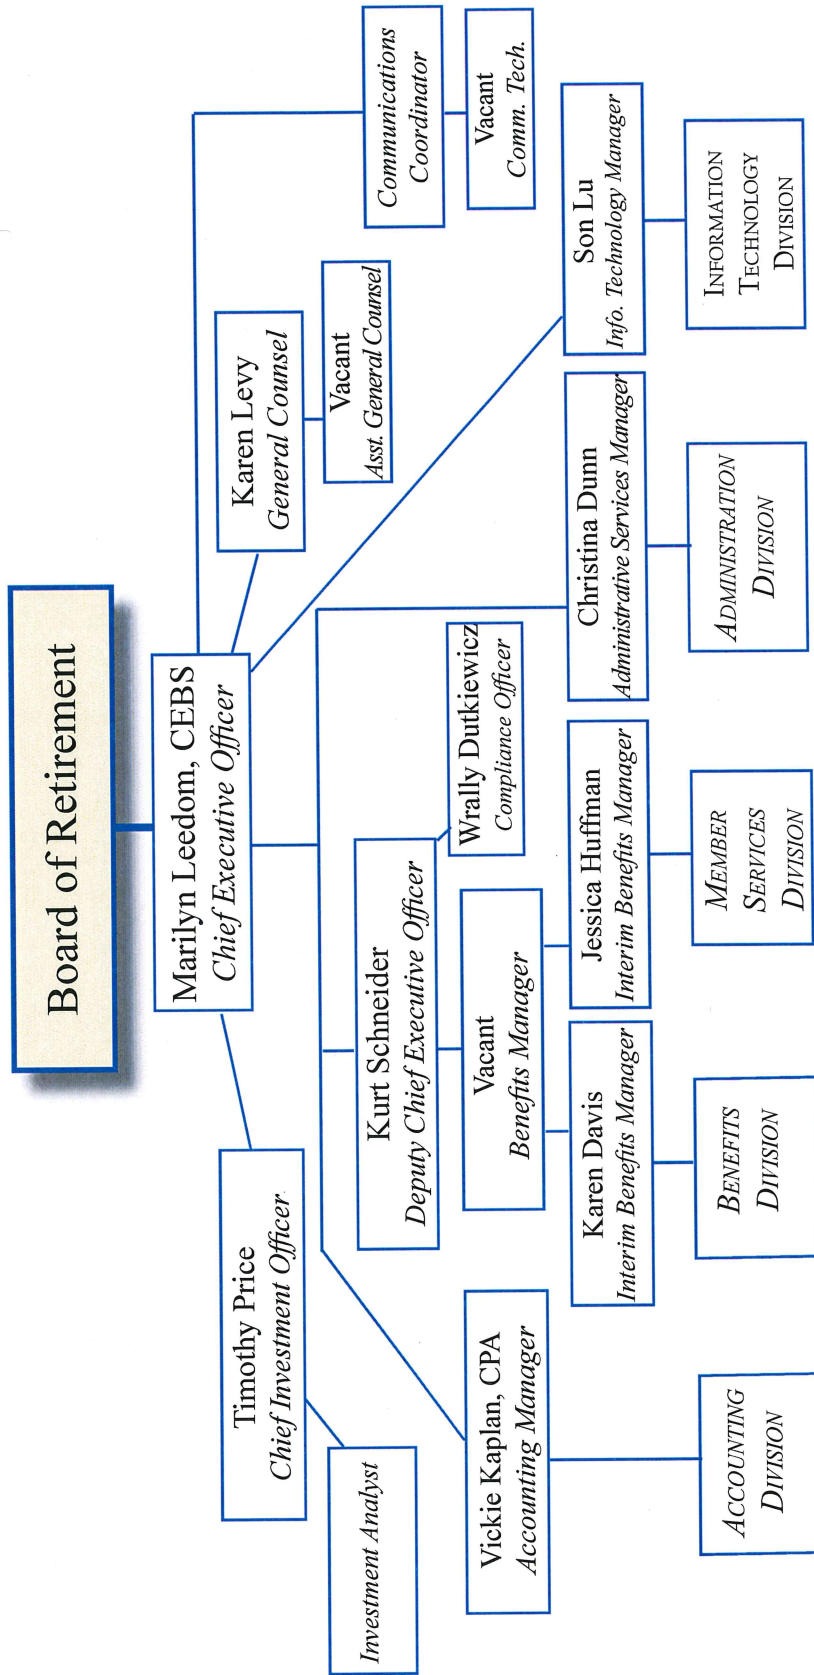 Board of Retirement
Marilyn Leedom, CEBS
Chief Executive Officer
Timothy Price
Chief Investment Officer
Investment Analyst
Karen Levy
General Counsel
Vacant
Asst. General Counsel
Communications
Coordinator
Vacant
Comm. Tech.
Kurt Schneider
Deputy Chief Executive Officer
Wrally Dutkiewicz
Compliance Officer
Vickie Kaplan, CPA
Accounting Manager
Vacant
Benefits Manager
Karen Davis
Interim Benefits Manager
Jessica Huffman
Interim Benefits Manager
Christina Dunn
Administrative Services Manager
Son Lu
Info. Technology Manager
ACCOUNTING
DIVISION
BENEFITS
DIVISION
MEMBER
SERVICES
DIVISION
ADMINISTRATION
DIVISION
INFORMATION
TECHNOLOGY
DIVISION